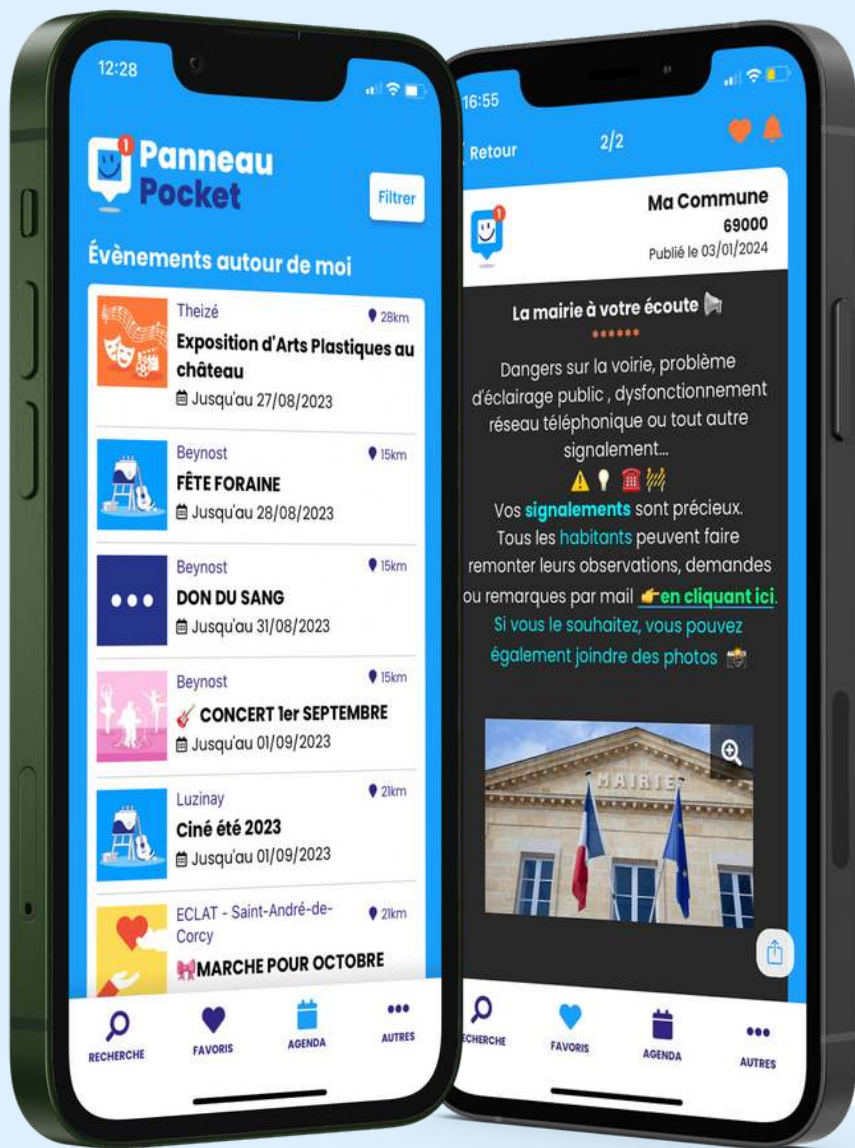 12:28
1
Panneau
Pocket
Filtrer
Évènements autour de moi
Theizé
28km
Exposition d'Arts Plastiques au
château
Jusqu'au 27/08/2023
Beynost
15km
FÊTE FORAINE
Jusqu'au 28/08/2023
Beynost
15km
DON DU SANG
Jusqu'au 31/08/2023
Beynost
15km
CONCERT 1er SEPTEMBRE
Jusqu'au 01/09/2023
Luzinay
21km
Ciné été 2023
Jusqu'au 01/09/2023
ECLAT - Saint-André-de-
Corcy
21km
MARCHE POUR OCTOBRE
RECHERCHE
FAVORIS
AGENDA
AUTRES
16:55
Retour
2/2
1
Ma Commune
69000
Publié le 03/01/2024
La mairie à votre écoute
******
Dangers sur la voirie, problème
d'éclairage public , dysfonctionnement
réseau téléphonique ou tout autre
signalement...
Vos signalements sont précieux.
Tous les habitants peuvent faire
remonter leurs observations, demandes
ou remarques par mail en cliquant ici.
Si vous le souhaitez, vous pouvez
également joindre des photos
MAIRIE
ECHERCHE
FAVORIS
AGENDA
AUTRES